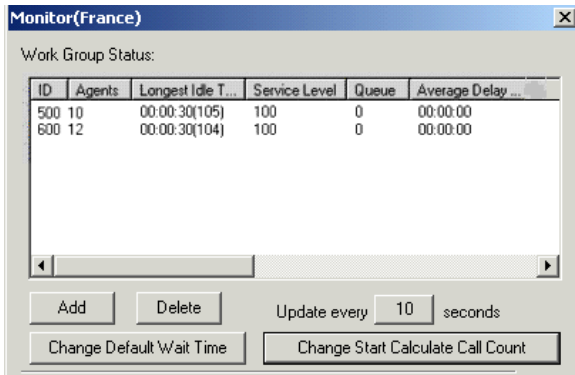 Monitor(France)
Work Group Status:
ID Agents Longest Idle T... Service Level Queue Average Delay ...
500 10 00:00:30(105) 100 0 00:00:00
600 12 00:00:30(104) 100 0 00:00:00
Add Delete Update every 10 seconds
Change Default Wait Time Change Start Calculate Call Count